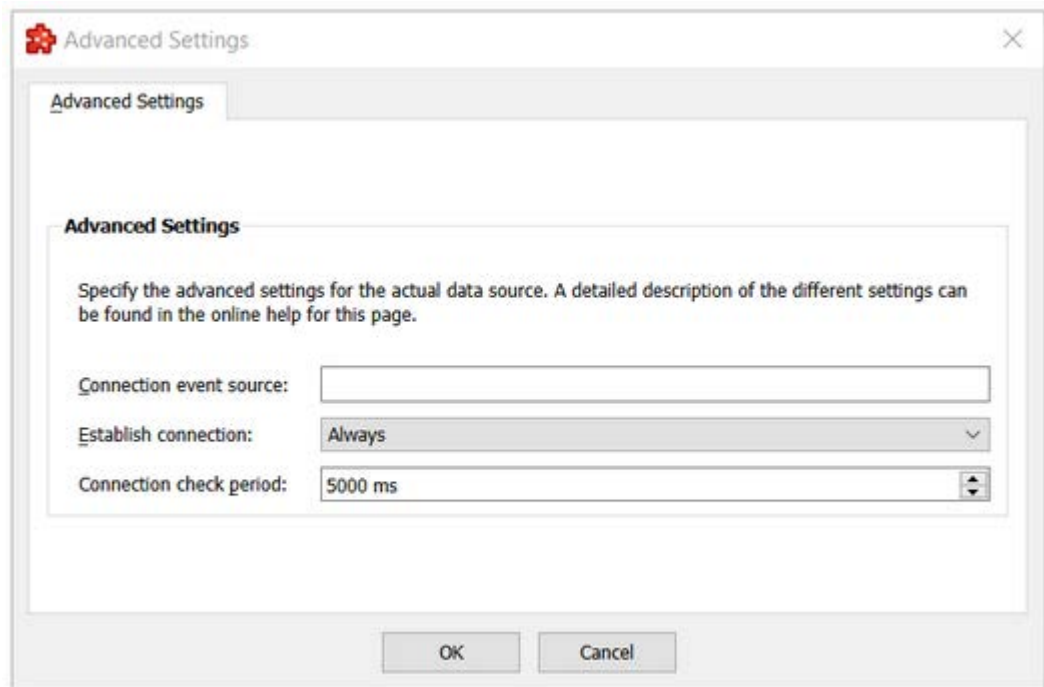 Advanced Settings
Advanced Settings
Advanced Settings
Specify the advanced settings for the actual data source. A detailed description of the different settings can
be found in the online help for this page.
Connection event source:
Establish connection: Always
Connection check period: 5000 ms
OK Cancel